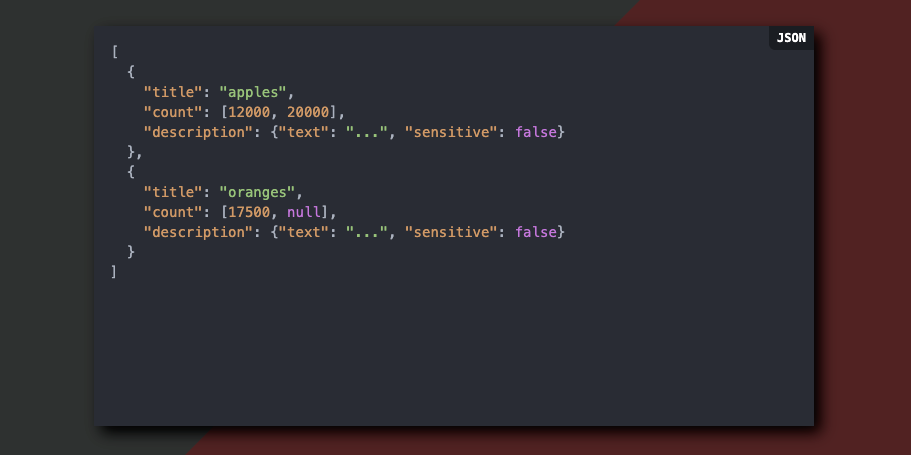 JSON
[
  {
    "title": "apples",
    "count": [12000, 20000],
    "description": {"text": "...", "sensitive": false}
  },
  {
    "title": "oranges",
    "count": [17500, null],
    "description": {"text": "...", "sensitive": false}
  }
]